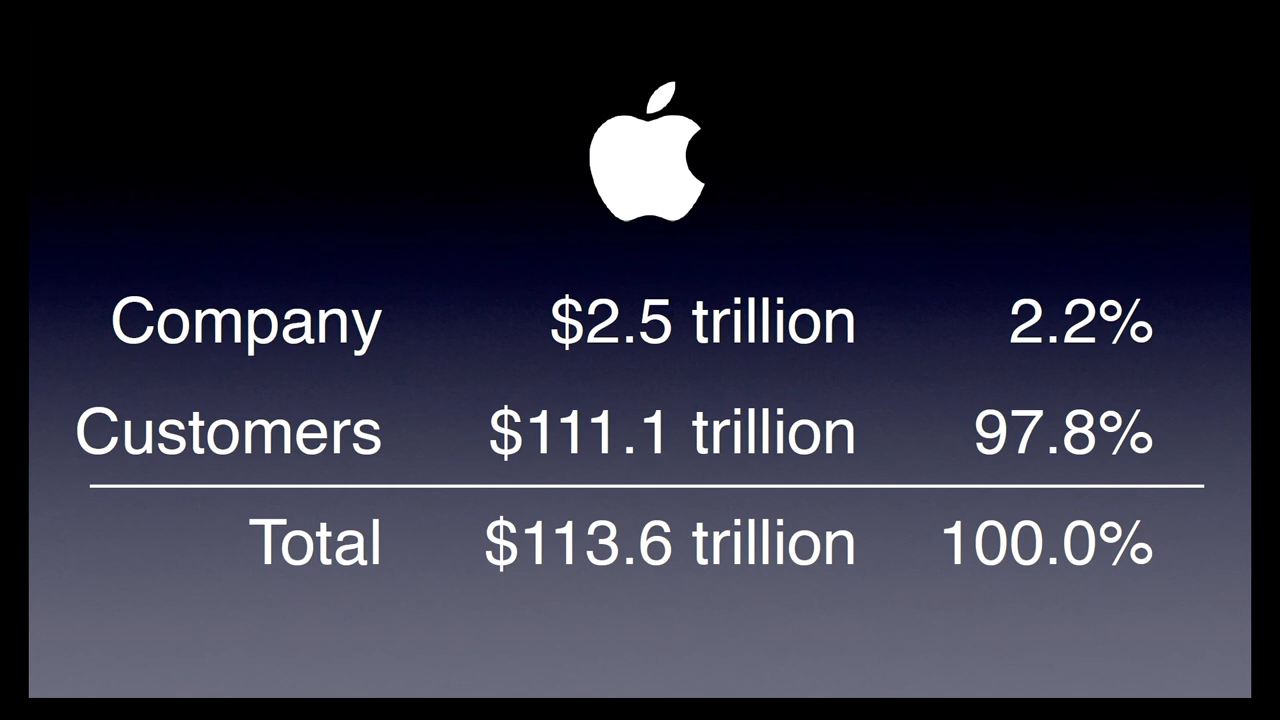 Company $2.5 trillion 2.2%
Customers $111.1 trillion 97.8%
Total $113.6 trillion 100.0%